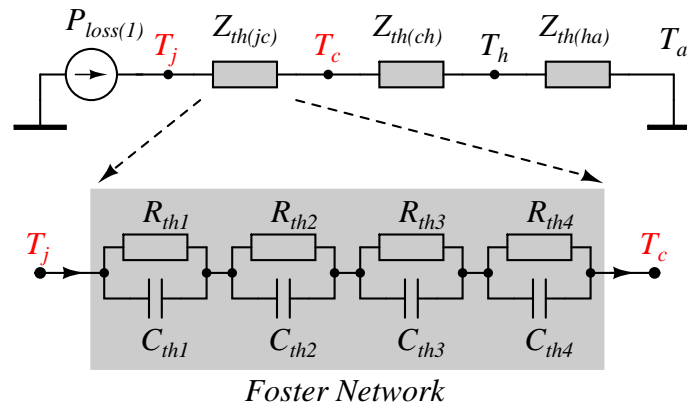 P_loss(1) T_j Z_th(jc) T_c Z_th(ch) T_h Z_th(ha) T_a
R_th1 R_th2 R_th3 R_th4
T_j T_c
C_th1 C_th2 C_th3 C_th4
Foster Network